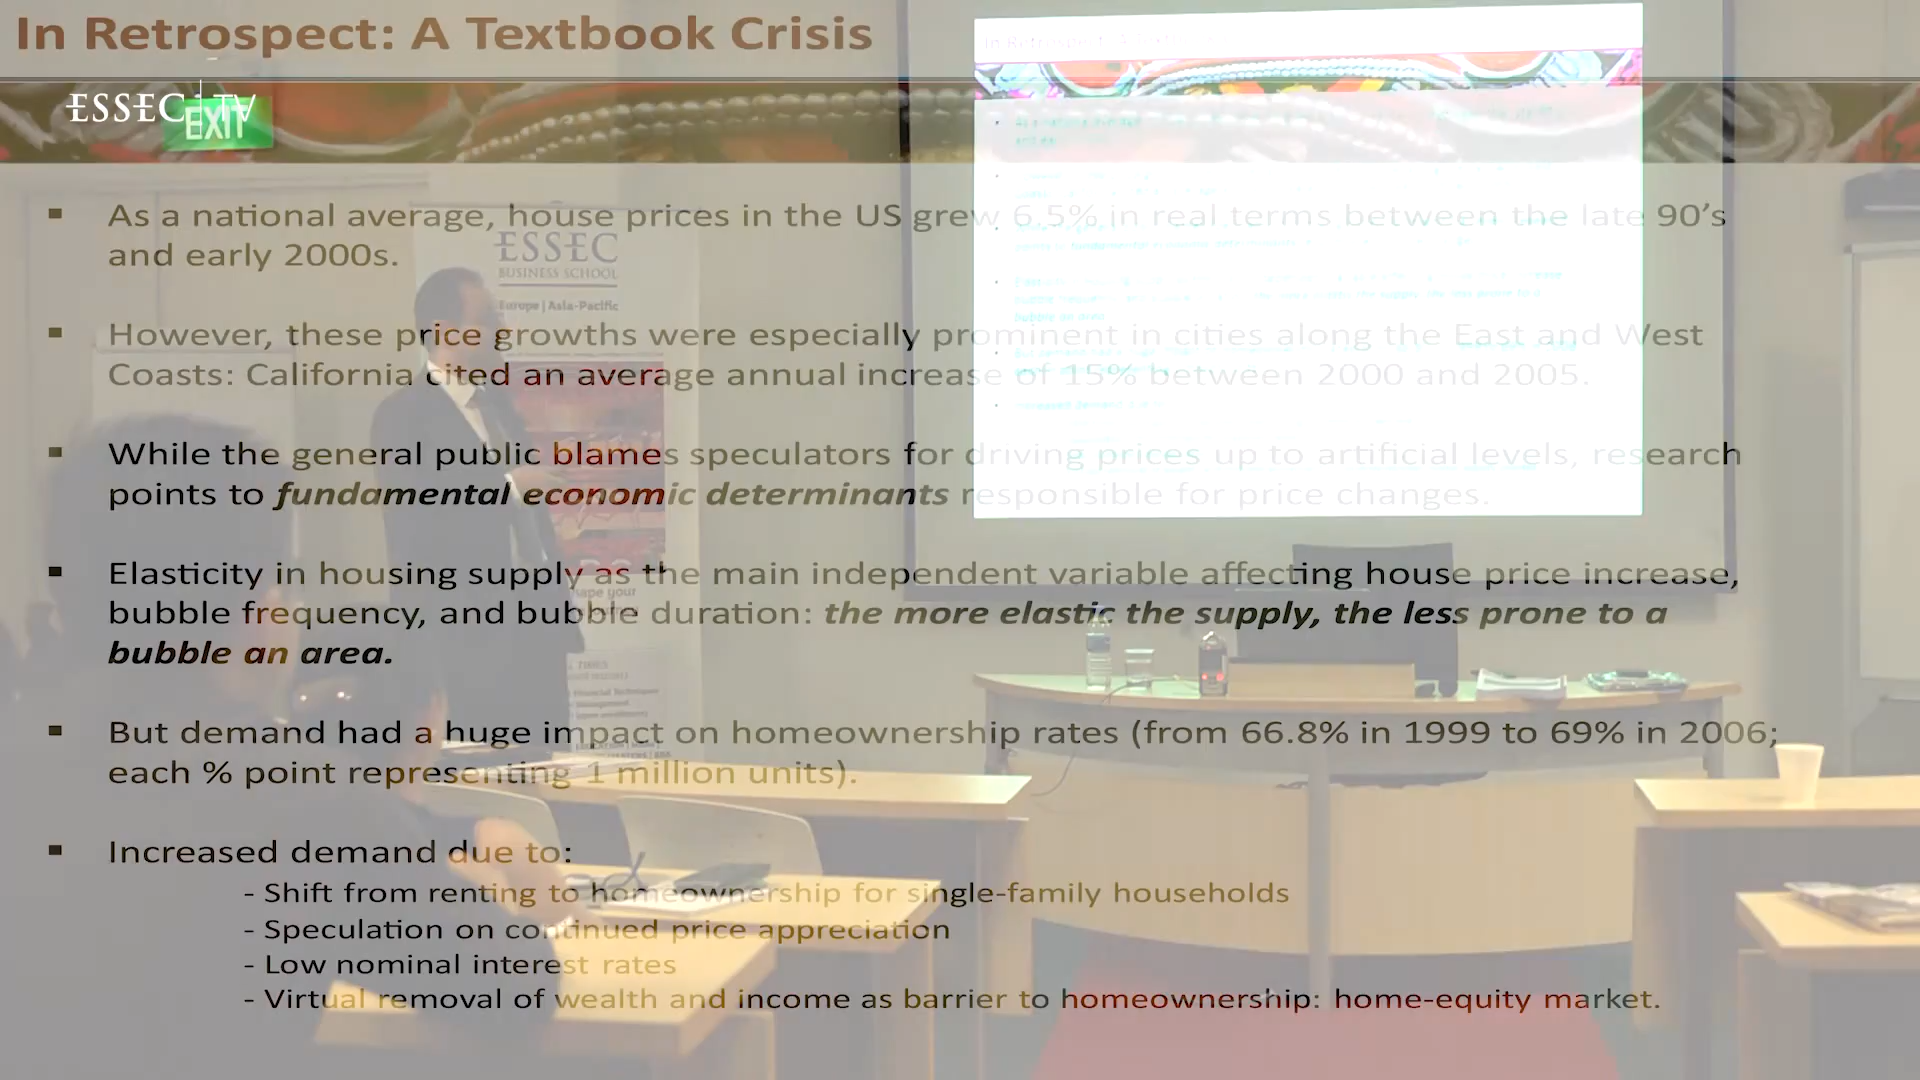 In Retrospect: A Textbook Crisis
ESSEC TV
EXIT
▪ As a national average, house prices in the US grew 6.5% in real terms between the late 90’s
and early 2000s.
▪ However, these price growths were especially prominent in cities along the East and West
Coasts: California cited an average annual increase of 15% between 2000 and 2005.
▪ While the general public blames speculators for driving prices up to artificial levels, research
points to fundamental economic determinants responsible for price changes.
▪ Elasticity in housing supply as the main independent variable affecting house price increase,
bubble frequency, and bubble duration: the more elastic the supply, the less prone to a
bubble an area.
▪ But demand had a huge impact on homeownership rates (from 66.8% in 1999 to 69% in 2006;
each % point representing 1 million units).
▪ Increased demand due to:
- Shift from renting to homeownership for single-family households
- Speculation on continued price appreciation
- Low nominal interest rates
- Virtual removal of wealth and income as barrier to homeownership: home-equity market.
ESSEC
BUSINESS SCHOOL
Europe | Asia-Pacific